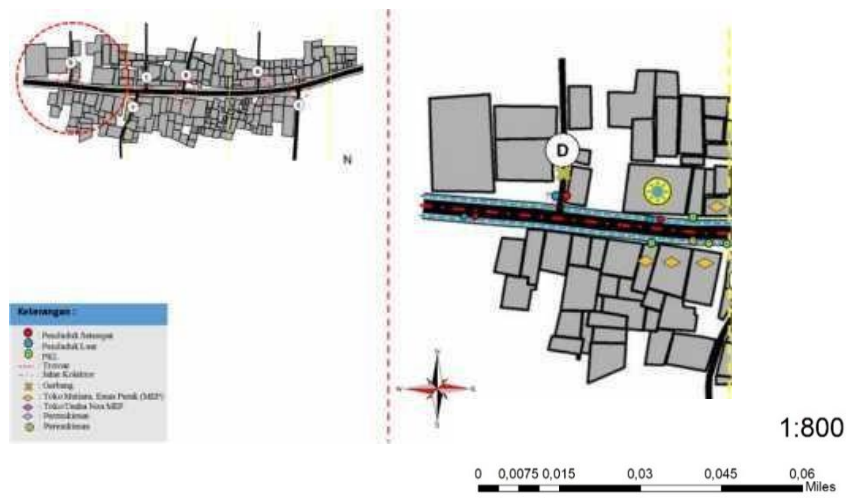 N
D
Keterangan :
: Penduduk Setempat
: Penduduk Luar
: PKL
: Trotoar
: Jalan Kolektor
: Gerbang
: Toko Mutiara, Emas Perak (MEP)
: Toko/Usaha Non MEP
: Permukiman
: Perumahan
1:800
0 0,0075 0,015 0,03 0,045 0,06
Miles